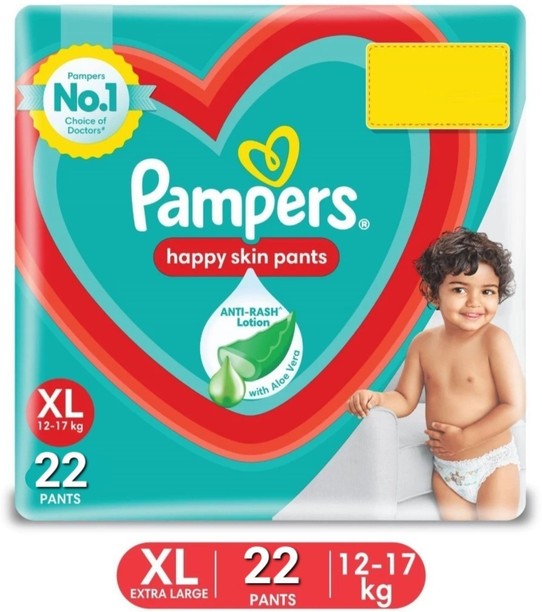 Pampers
No.1
Choice of
Doctors*
Pampers®
happy skin pants
ANTI-RASH™
Lotion
with Aloe Vera
XL
12-17 kg
22
PANTS
XL
EXTRA LARGE
22
PANTS
12-17
kg